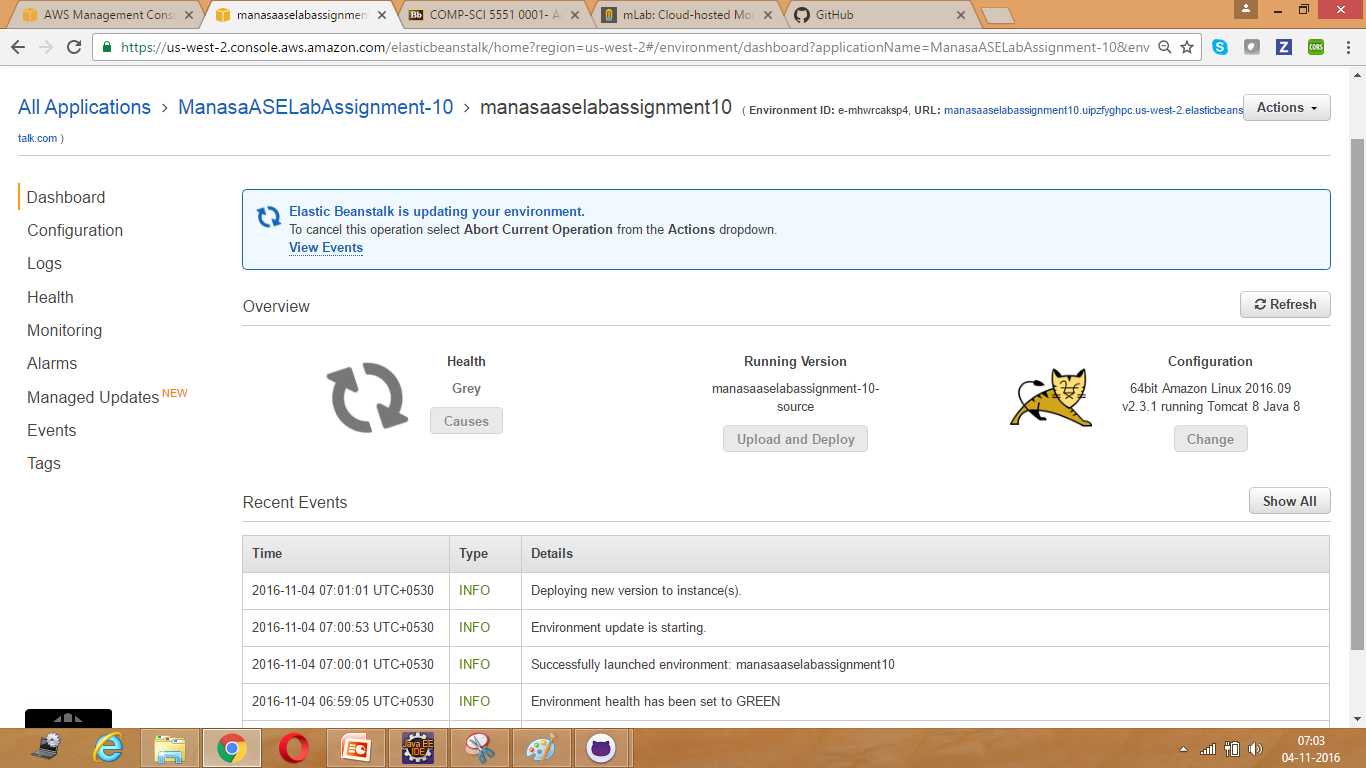 AWS Management Cons
manasaaselabassignment
Bb COMP-SCI 5551 0001- A
mLab: Cloud-hosted Mo
GitHub
https://us-west-2.console.aws.amazon.com/elasticbeanstalk/home?region=us-west-2#/environment/dashboard?applicationName=ManasaASELabAssignment-10&env
All Applications > ManasaASELabAssignment-10 > manasaaselabassignment10 ( Environment ID: e-mhwrcaksp4, URL: manasaaselabassignment10.uipzfyghpc.us-west-2.elasticbeans
talk.com )
Actions
Dashboard
Configuration
Logs
Health
Monitoring
Alarms
Managed Updates NEW
Events
Tags
Elastic Beanstalk is updating your environment.
To cancel this operation select Abort Current Operation from the Actions dropdown.
View Events
Overview
Refresh
Health
Grey
Causes
Running Version
manasaaselabassignment-10-
source
Upload and Deploy
Configuration
64bit Amazon Linux 2016.09
v2.3.1 running Tomcat 8 Java 8
Change
Recent Events
Show All
Time Type Details
2016-11-04 07:01:01 UTC+0530 INFO Deploying new version to instance(s).
2016-11-04 07:00:53 UTC+0530 INFO Environment update is starting.
2016-11-04 07:00:01 UTC+0530 INFO Successfully launched environment: manasaaselabassignment10
2016-11-04 06:59:05 UTC+0530 INFO Environment health has been set to GREEN
Java EE
IDE
07:03
04-11-2016